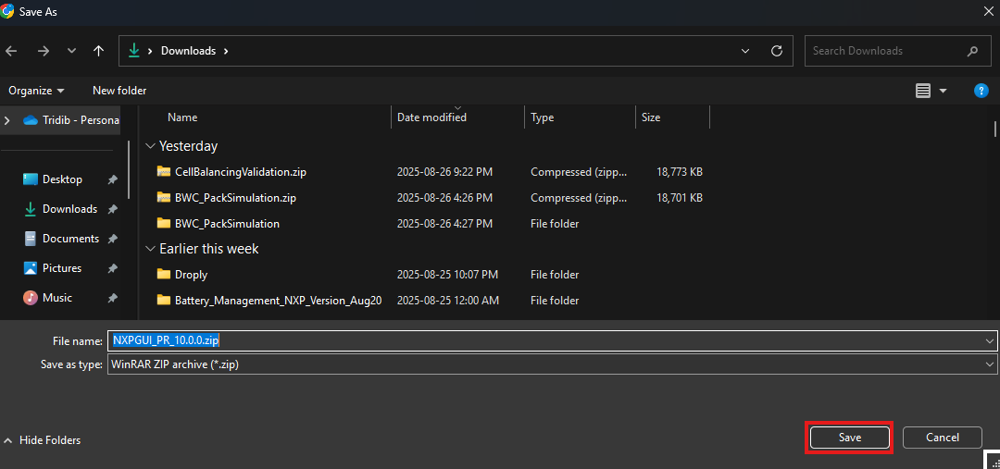 Save As
Downloads
Search Downloads
Organize New folder
?
Tridib - Persona
Name Date modified Type Size
Yesterday
Desktop
CellBalancingValidation.zip 2025-08-26 9:22 PM Compressed (zipp... 18,773 KB
Downloads
BWC_PackSimulation.zip 2025-08-26 4:26 PM Compressed (zipp... 18,701 KB
Documents
BWC_PackSimulation 2025-08-26 4:27 PM File folder
Earlier this week
Pictures
Droply 2025-08-25 10:07 PM File folder
Music
Battery_Management_NXP_Version_Aug20 2025-08-25 12:00 AM File folder
File name: NXPGUI_PR_10.0.0.zip
Save as type: WinRAR ZIP archive (*.zip)
Hide Folders
Save Cancel